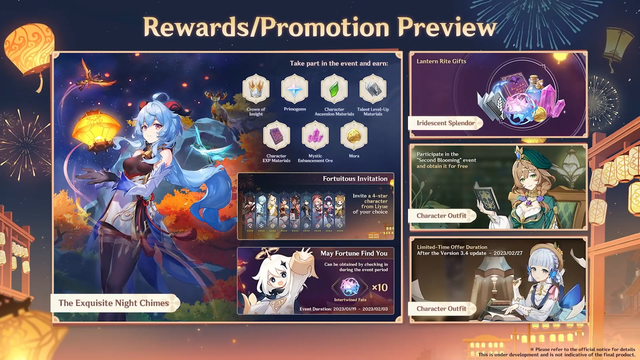 Rewards/Promotion Preview
Take part in the event and earn:
Crown of
Insight
Primogems
Character
Ascension Materials
Talent Level-Up
Materials
Character
EXP Materials
Mystic
Enhancement Ore
Mora
Fortuitous Invitation
Invite a 4-star
character
from Liyue
of your choice
May Fortune Find You
Can be obtained by checking in
during the event period
×10
Intertwined Fate
Event Duration: 2023/01/19 – 2023/02/03
The Exquisite Night Chimes
Lantern Rite Gifts
Iridescent Splendor
Participate in the
"Second Blooming" event
and obtain it for free
Character Outfit
Limited-Time Offer Duration
After the Version 3.4 update – 2023/02/27
Character Outfit
* Please refer to the official notice for details
This is under development and is not indicative of the final product.